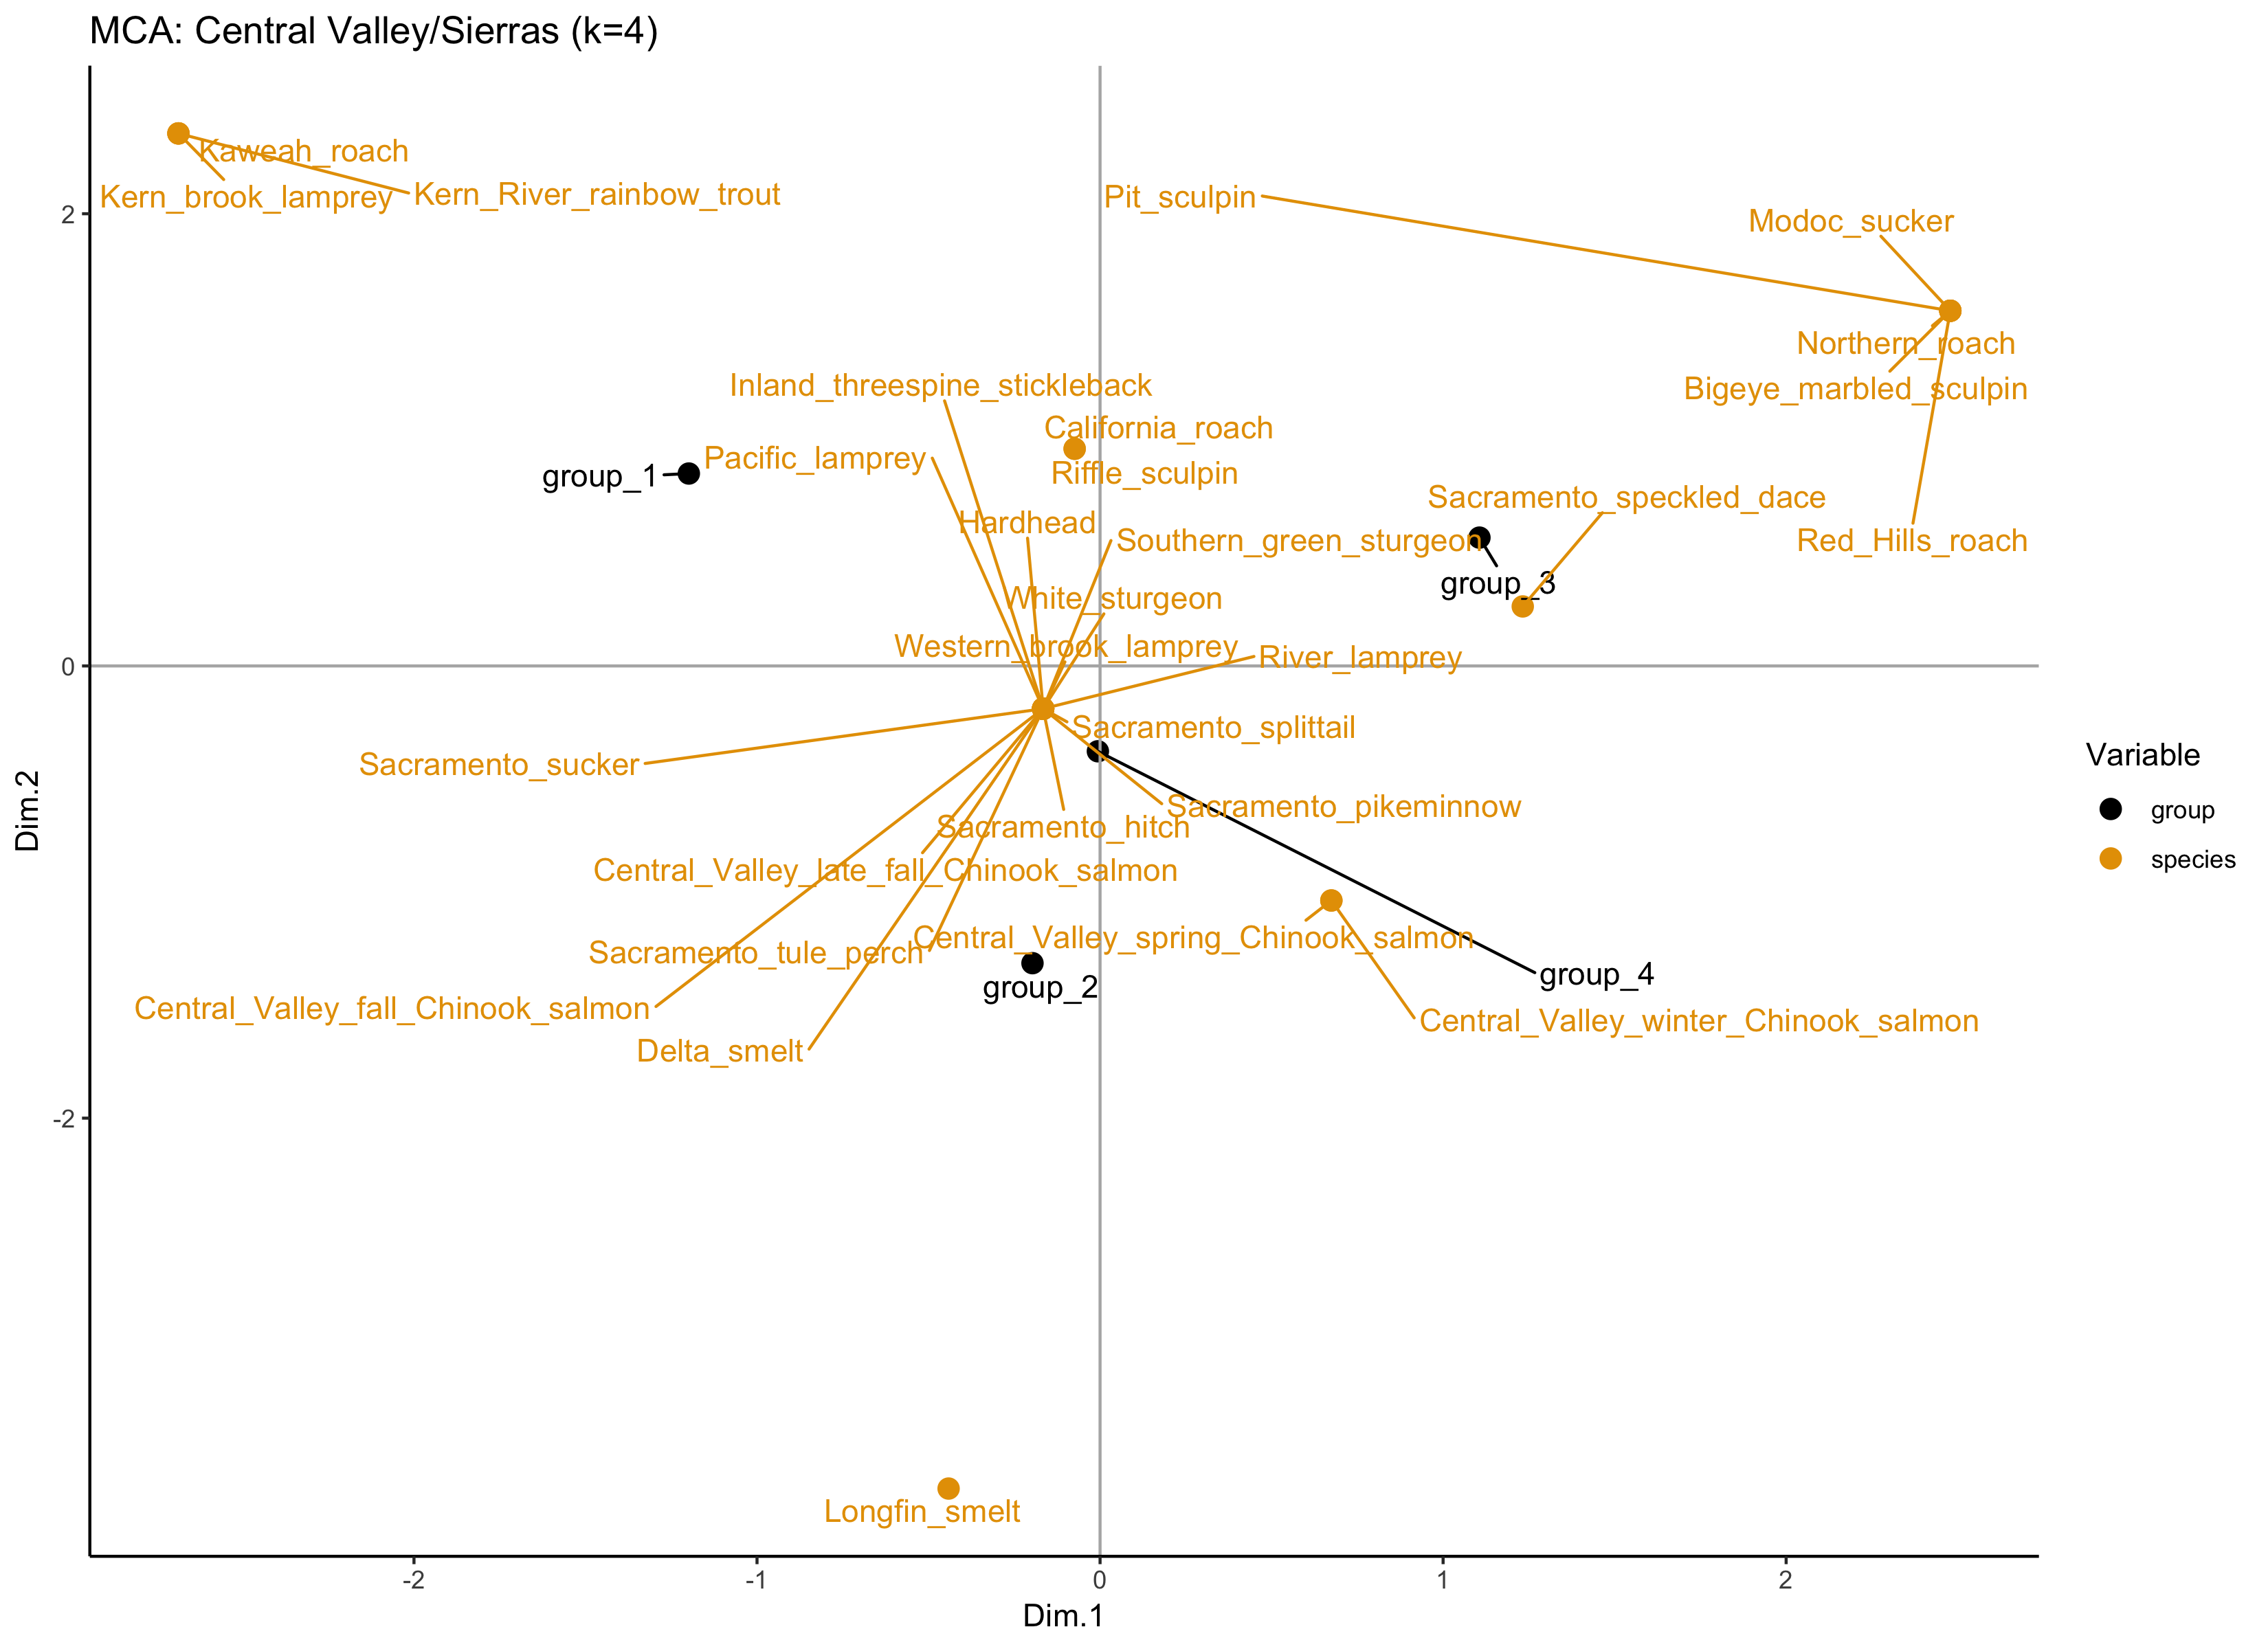 MCA: Central Valley/Sierras (k=4)
Kaweah_roach
Kern_brook_lamprey
Kern_River_rainbow_trout
Pit_sculpin
Modoc_sucker
Northern_roach
Bigeye_marbled_sculpin
Inland_threespine_stickleback
California_roach
Pacific_lamprey
group_1
Riffle_sculpin
Sacramento_speckled_dace
Hardhead
Southern_green_sturgeon
Red_Hills_roach
group_3
White_sturgeon
Western_brook_lamprey
River_lamprey
Sacramento_splittail
Sacramento_sucker
Sacramento_pikeminnow
Sacramento_hitch
Central_Valley_late_fall_Chinook_salmon
Central_Valley_spring_Chinook_salmon
Sacramento_tule_perch
group_4
group_2
Central_Valley_fall_Chinook_salmon
Central_Valley_winter_Chinook_salmon
Delta_smelt
Longfin_smelt
2
0
-2
Dim.2
-2
-1
0
1
2
Dim.1
Variable
group
species